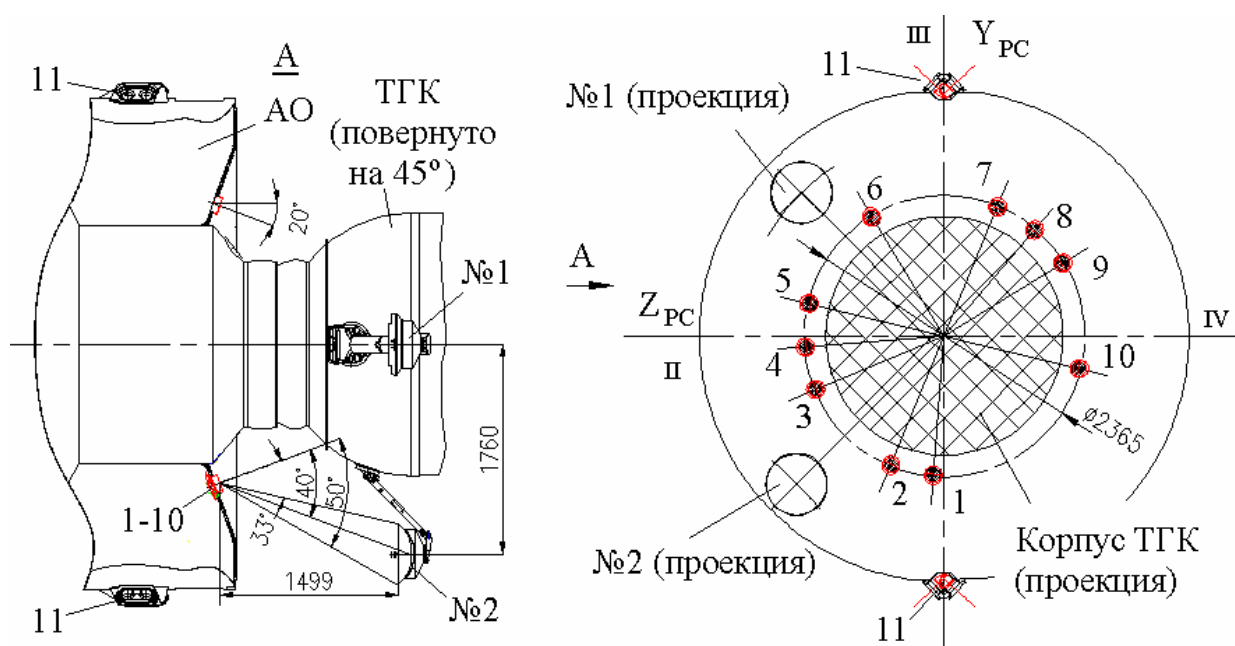 А
11
АО
ТГК
(повернуто
на 45º)
20°
№1
1760
40°
50°
33°
1-10
1499
11
№2
III
Y PC
11
№1 (проекция)
6
7
8
9
А
5
Z PC
IV
II
4
10
3
ø2365
2
1
№2 (проекция)
Корпус ТГК
(проекция)
11